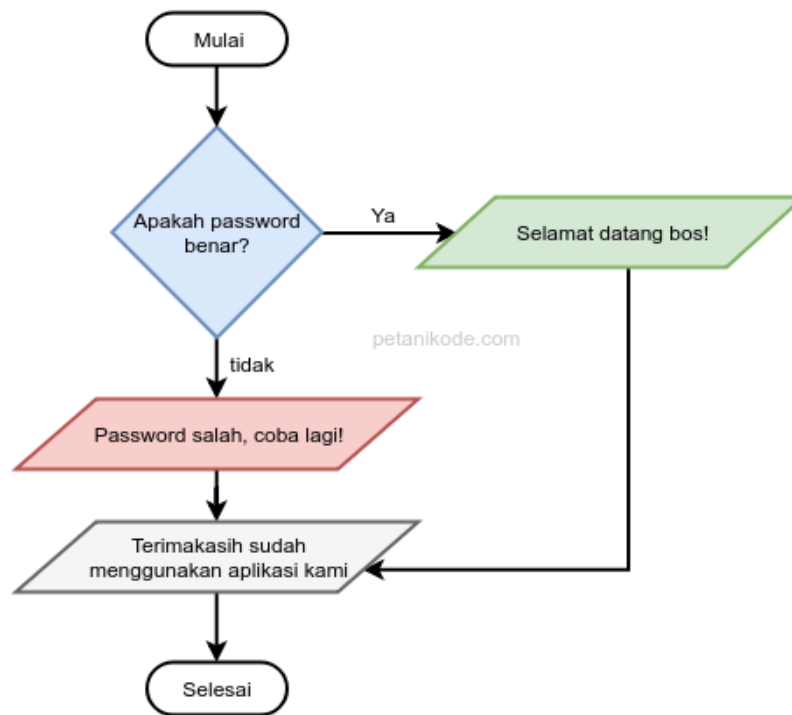 Mulai
Apakah password
benar?
Ya
Selamat datang bos!
petanikode.com
tidak
Password salah, coba lagi!
Terimakasih sudah
menggunakan aplikasi kami
Selesai